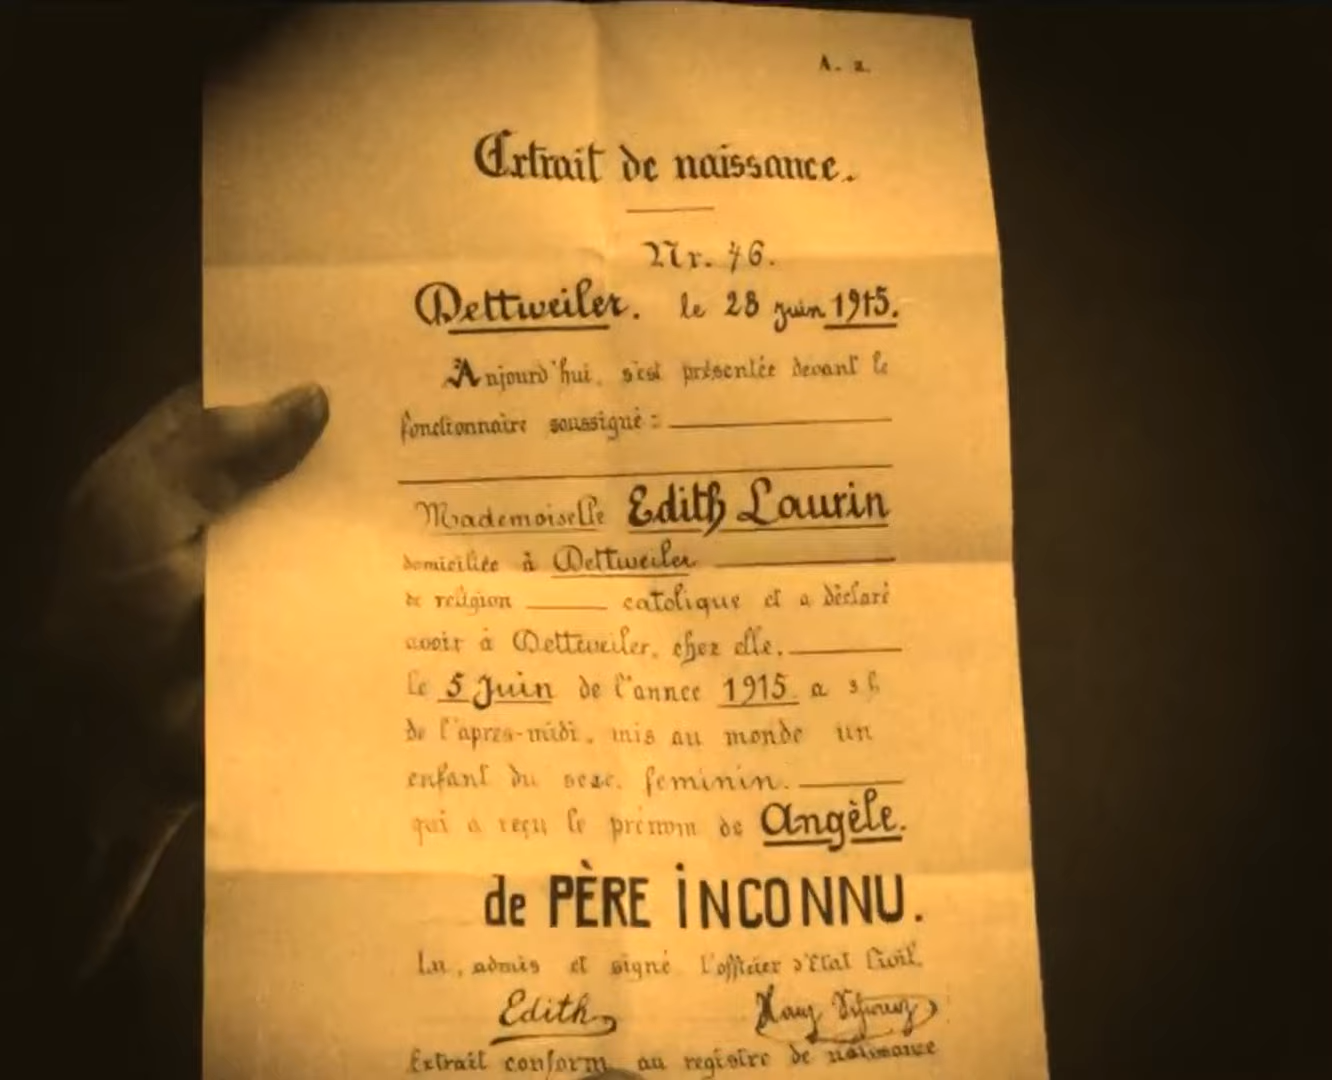 A. z.
Extrait de naissance.
Nr. 46.
Dettweiler. le 28 juin 1915.
Aujourd'hui, s'est présentée devant le
fonctionnaire soussigné :
Mademoiselle Edith Laurin
domiciliée à Dettweiler
de religion catolique et a déclaré
avoir à Dettweiler, chez elle.
le 5 Juin de l'annee 1915 a 3 h
de l'apres-midi, mis au monde un
enfant du sexe. feminin.
qui a reçu le prénom de Angèle.
de PÈRE iNCONNU.
Lu, admis et signé l'officier d'Etat Civil.
Edith
Extrait conform au registre de naissance